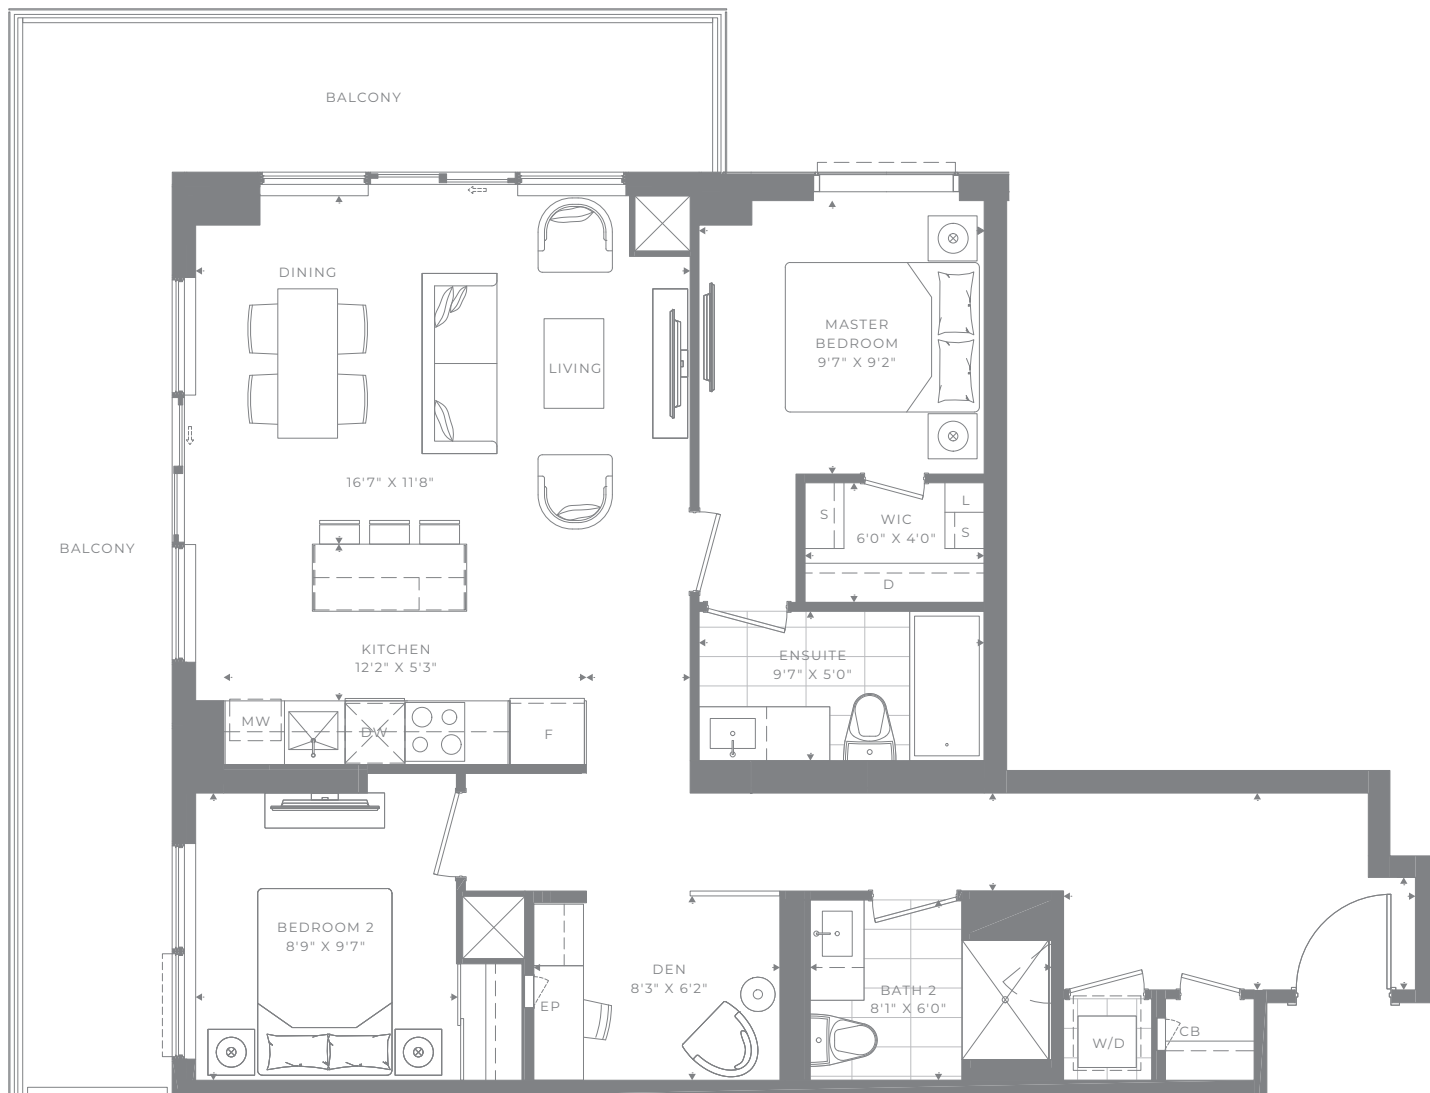 BALCONY
DINING
MASTER
BEDROOM
9'7" X 9'2"
LIVING
16'7" X 11'8"
S
WIC
6'0" X 4'0"
L
S
D
BALCONY
KITCHEN
12'2" X 5'3"
ENSUITE
9'7" X 5'0"
MW
DW
F
BEDROOM 2
8'9" X 9'7"
DEN
8'3" X 6'2"
EP
BATH 2
8'1" X 6'0"
W/D
CB